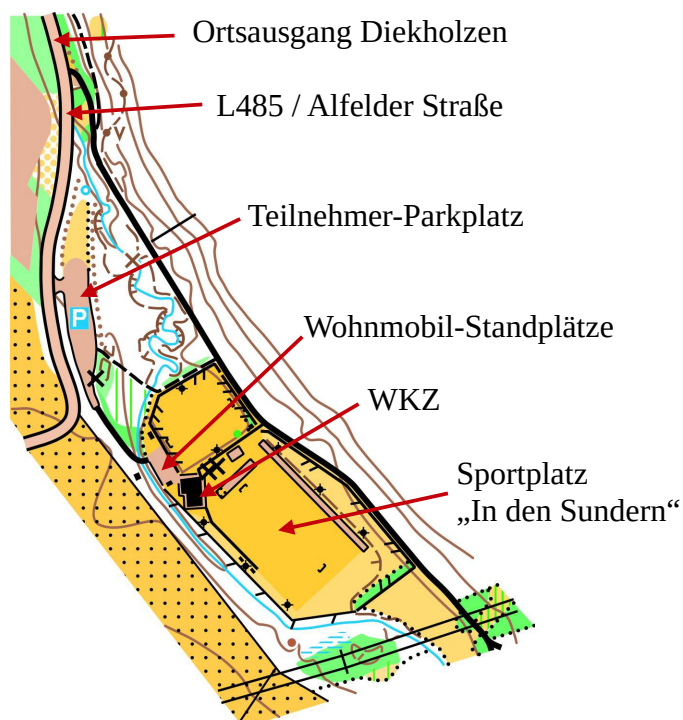 Ortsausgang Diekholzen
L485 / Alfelder Straße
Teilnehmer-Parkplatz
P
Wohnmobil-Standplätze
WKZ
Sportplatz
„In den Sundern“